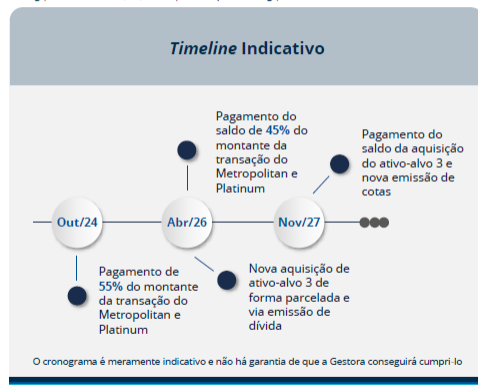 Timeline Indicativo
Pagamento do
saldo de 45% do
montante da
transação do
Metropolitan e
Platinum
Pagamento do
saldo da aquisição
do ativo-alvo 3 e
nova emissão de
cotas
Out/24
Abr/26
Nov/27
Pagamento de
55% do montante
da transação do
Metropolitan e
Platinum
Nova aquisição de
ativo-alvo 3 de
forma parcelada e
via emissão de
dívida
O cronograma é meramente indicativo e não há garantia de que a Gestora conseguirá cumpri-lo